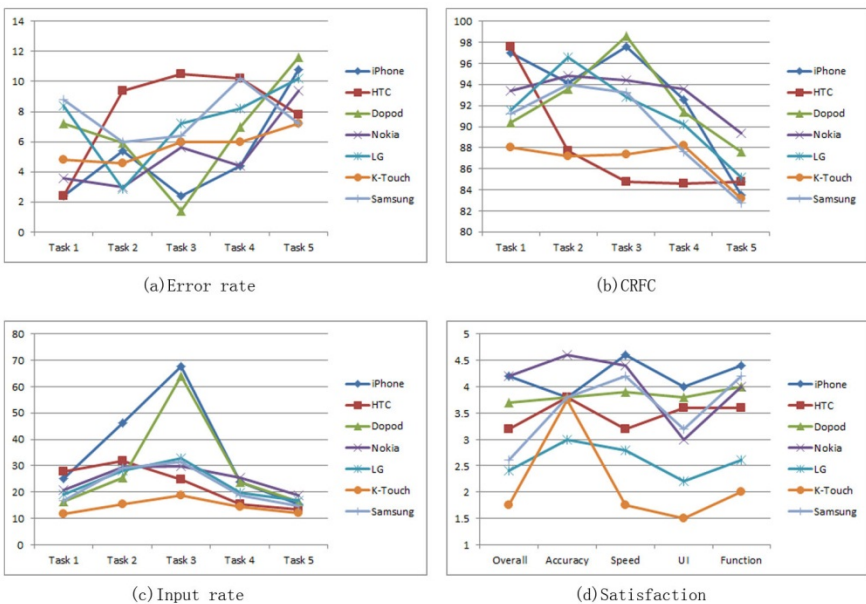 14
12
10
8
6
4
2
0
Task 1 Task 2 Task 3 Task 4 Task 5
iPhone
HTC
Dopod
Nokia
LG
K-Touch
Samsung
(a)Error rate
100
98
96
94
92
90
88
86
84
82
80
Task 1 Task 2 Task 3 Task 4 Task 5
iPhone
HTC
Dopod
Nokia
LG
K-Touch
Samsung
(b)CRFC
80
70
60
50
40
30
20
10
0
Task 1 Task 2 Task 3 Task 4 Task 5
iPhone
HTC
Dopod
Nokia
LG
K-Touch
Samsung
(c)Input rate
5
4.5
4
3.5
3
2.5
2
1.5
1
Overall Accuracy Speed UI Function
iPhone
HTC
Dopod
Nokia
LG
K-Touch
Samsung
(d)Satisfaction